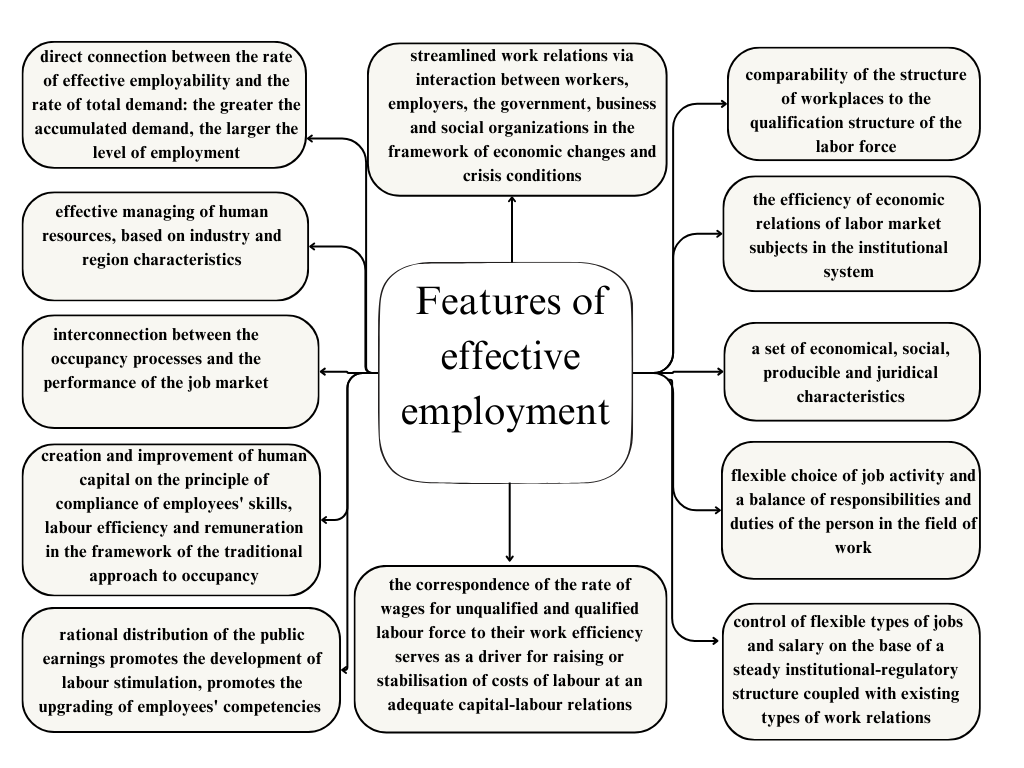 direct connection between the rate
of effective employability and the
rate of total demand: the greater the
accumulated demand, the larger the
level of employment
streamlined work relations via
interaction between workers,
employers, the government, business
and social organizations in the
framework of economic changes and
crisis conditions
comparability of the structure
of workplaces to the
qualification structure of the
labor force
effective managing of human
resources, based on industry and
region characteristics
the efficiency of economic
relations of labor market
subjects in the institutional
system
Features of
effective
employment
interconnection between the
occupancy processes and the
performance of the job market
a set of economical, social,
producible and juridical
characteristics
creation and improvement of human
capital on the principle of
compliance of employees' skills,
labour efficiency and remuneration
in the framework of the traditional
approach to occupancy
flexible choice of job activity and
a balance of responsibilities and
duties of the person in the field of
work
rational distribution of the public
earnings promotes the development of
labour stimulation, promotes the
upgrading of employees' competencies
the correspondence of the rate of
wages for unqualified and qualified
labour force to their work efficiency
serves as a driver for raising or
stabilisation of costs of labour at an
adequate capital-labour relations
control of flexible types of jobs
and salary on the base of a
steady institutional-regulatory
structure coupled with existing
types of work relations